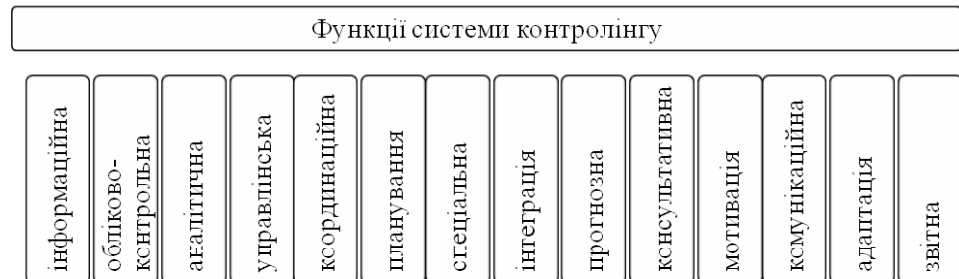 Функції системи контролінгу
інформаційна
обліково-
контрольна
аналітична
управлінська
координаційна
планування
спеціальна
інтеграція
прогнозна
консультативна
мотивація
комунікаційна
адаптація
звітна